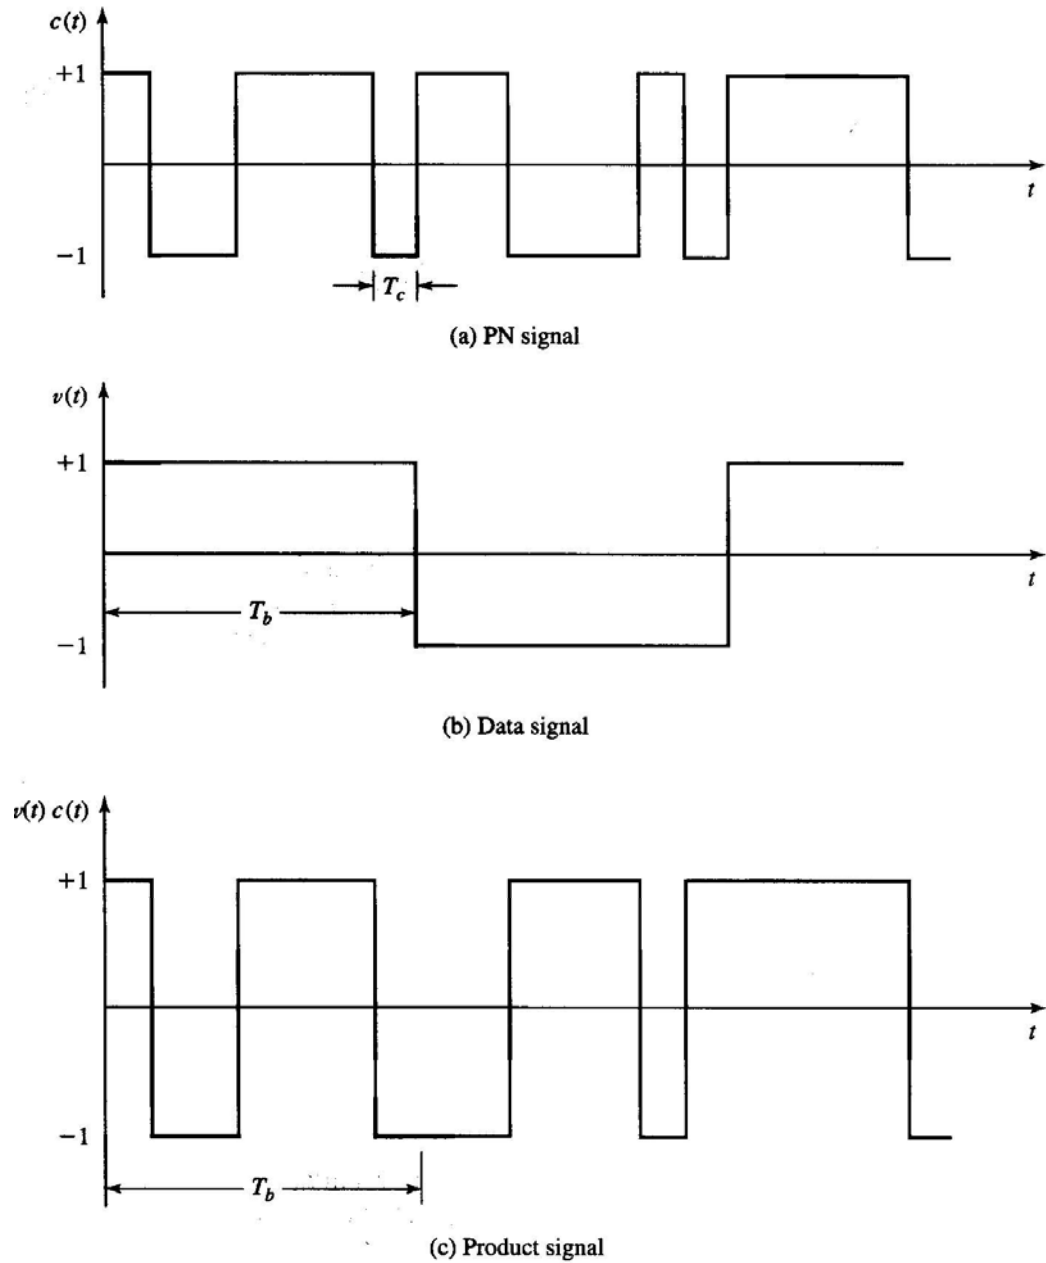 c(t)
+1
t
−1
T_c
(a) PN signal
v(t)
+1
t
T_b
−1
(b) Data signal
v(t) c(t)
+1
t
−1
T_b
(c) Product signal